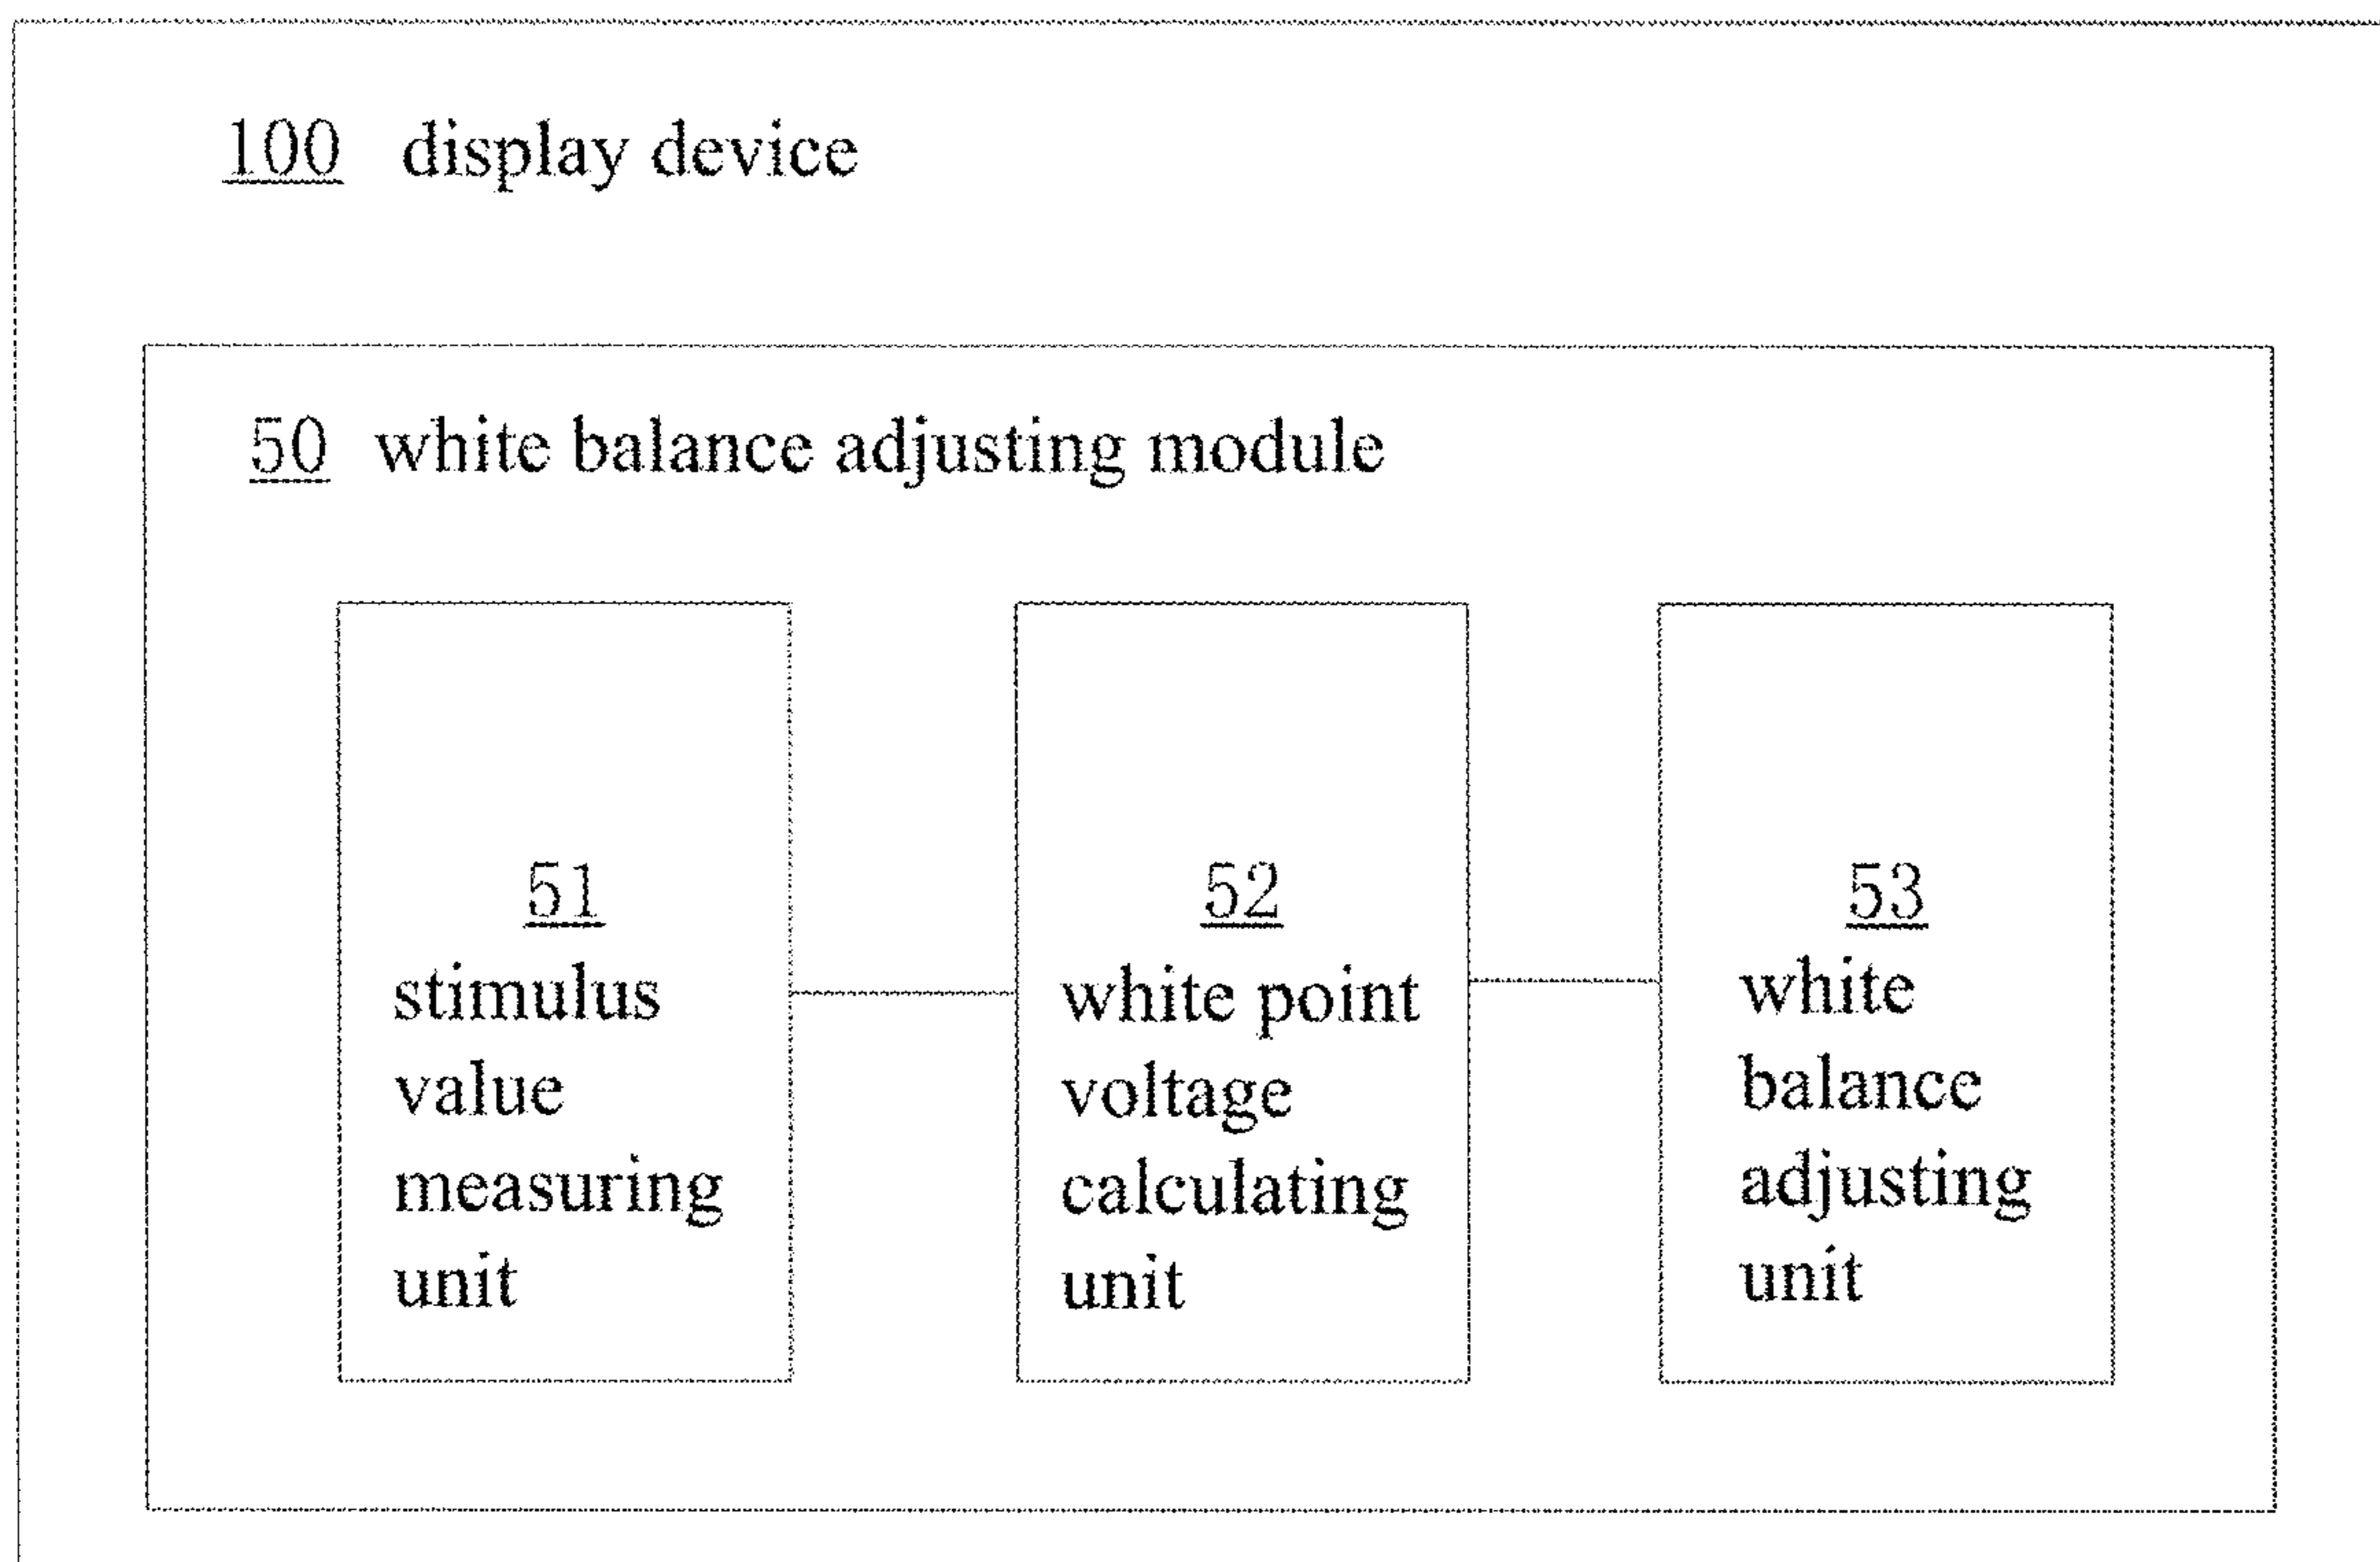 100 display device
50 white balance adjusting module
51
stimulus
value
measuring
unit
52
white point
voltage
calculating
unit
53
white
balance
adjusting
unit